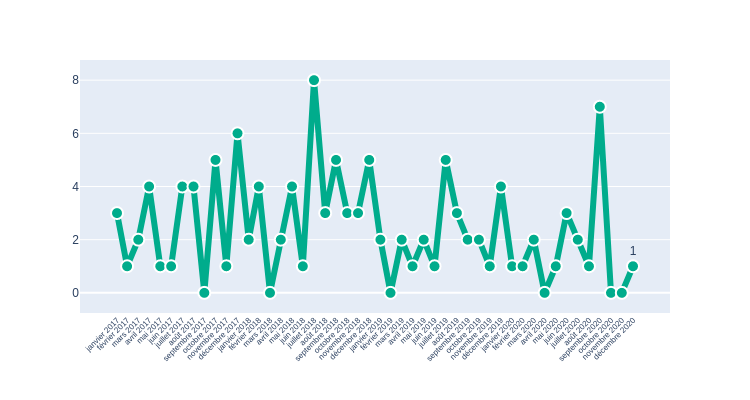 8
6
4
2
0
1
janvier 2017
février 2017
mars 2017
avril 2017
mai 2017
juin 2017
juillet 2017
août 2017
septembre 2017
octobre 2017
novembre 2017
décembre 2017
janvier 2018
février 2018
mars 2018
avril 2018
mai 2018
juin 2018
juillet 2018
août 2018
septembre 2018
octobre 2018
novembre 2018
décembre 2018
janvier 2019
février 2019
mars 2019
avril 2019
mai 2019
juin 2019
juillet 2019
août 2019
septembre 2019
octobre 2019
novembre 2019
décembre 2019
janvier 2020
février 2020
mars 2020
avril 2020
mai 2020
juin 2020
juillet 2020
août 2020
septembre 2020
octobre 2020
novembre 2020
décembre 2020